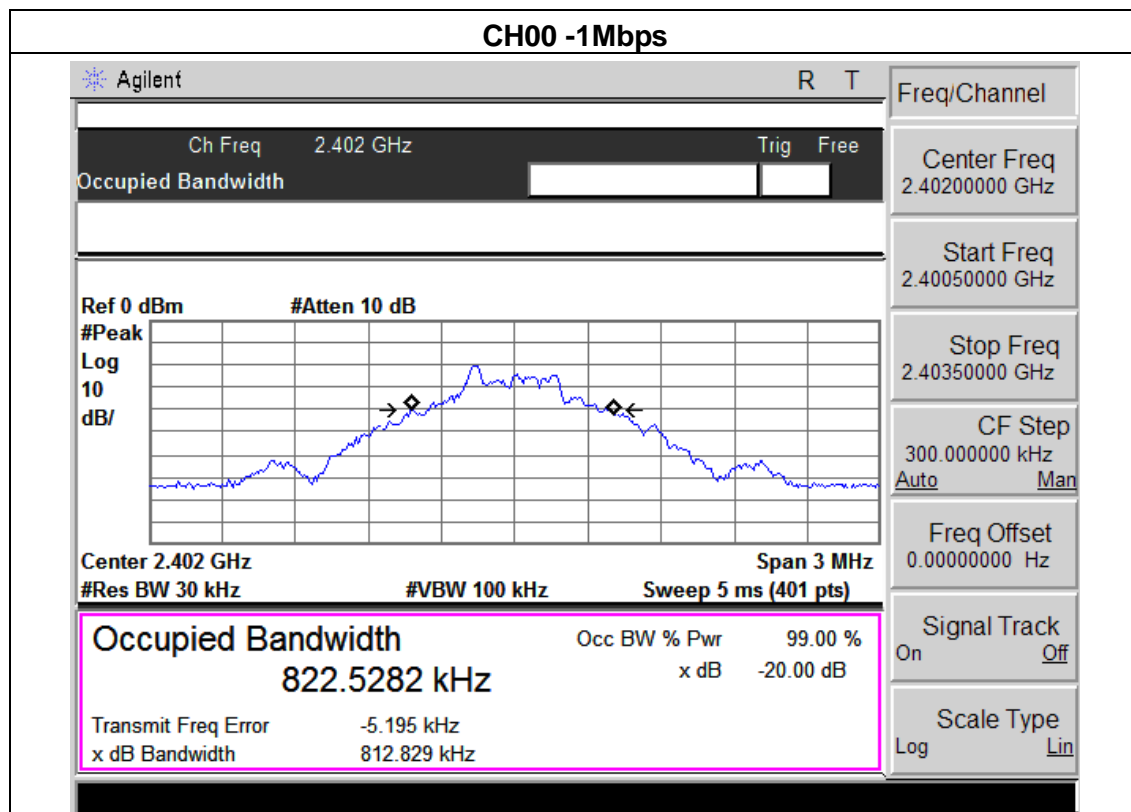 CH00 -1Mbps
Agilent R T
Ch Freq 2.402 GHz Trig Free
Occupied Bandwidth
Ref 0 dBm #Atten 10 dB
#Peak
Log
10
dB/
Center 2.402 GHz Span 3 MHz
#Res BW 30 kHz #VBW 100 kHz Sweep 5 ms (401 pts)
Occupied Bandwidth Occ BW % Pwr 99.00 %
822.5282 kHz x dB -20.00 dB
Transmit Freq Error -5.195 kHz
x dB Bandwidth 812.829 kHz
Freq/Channel
Center Freq
2.40200000 GHz
Start Freq
2.40050000 GHz
Stop Freq
2.40350000 GHz
CF Step
300.000000 kHz
Auto Man
Freq Offset
0.00000000 Hz
Signal Track
On Off
Scale Type
Log Lin